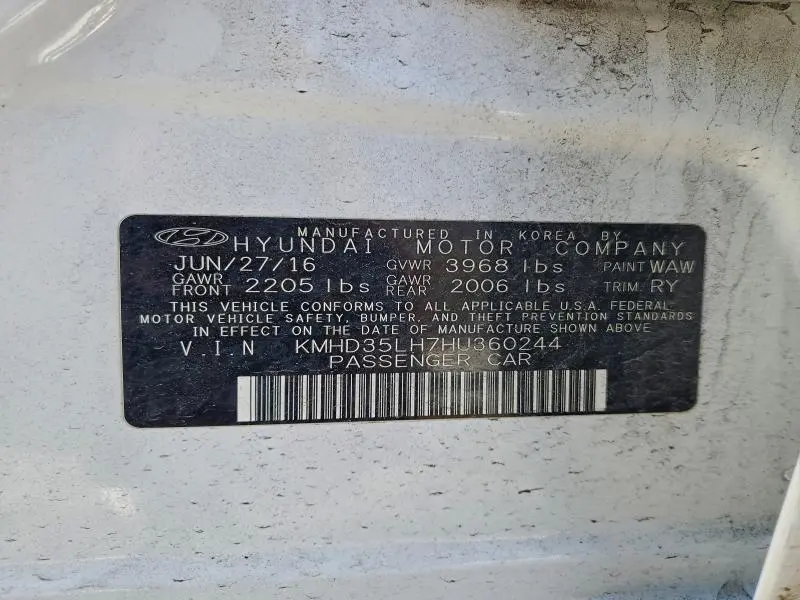 MANUFACTURED IN KOREA BY
HYUNDAI MOTOR COMPANY
JUN/27/16 GVWR 3968 lbs PAINT WAW
GAWR FRONT 2205 lbs GAWR REAR 2006 lbs TRIM: RY
THIS VEHICLE CONFORMS TO ALL APPLICABLE U.S.A. FEDERAL
MOTOR VEHICLE SAFETY, BUMPER, AND THEFT PREVENTION STANDARDS
IN EFFECT ON THE DATE OF MANUFACTURE SHOWN ABOVE
V.I.N KMHD35LH7HU360244
PASSENGER CAR